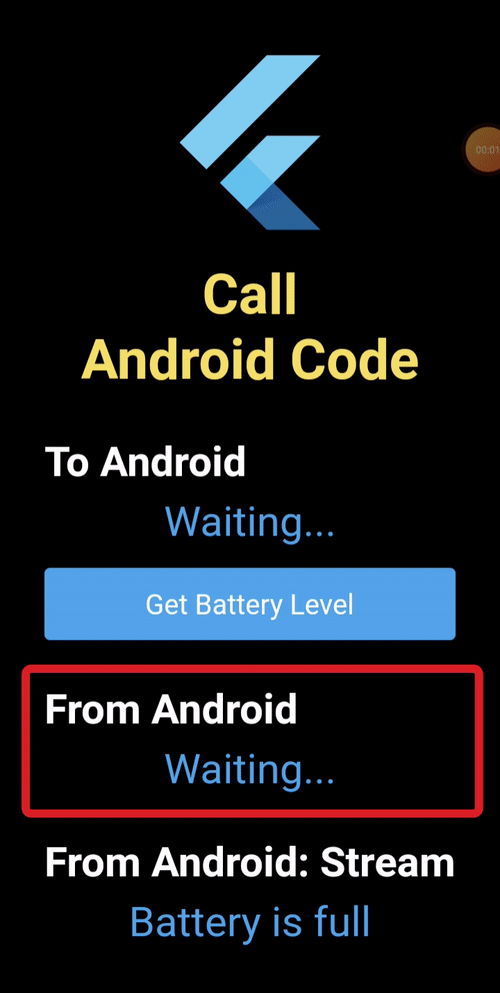 00:01
Call
Android Code
To Android
Waiting...
Get Battery Level
From Android
Waiting...
From Android: Stream
Battery is full